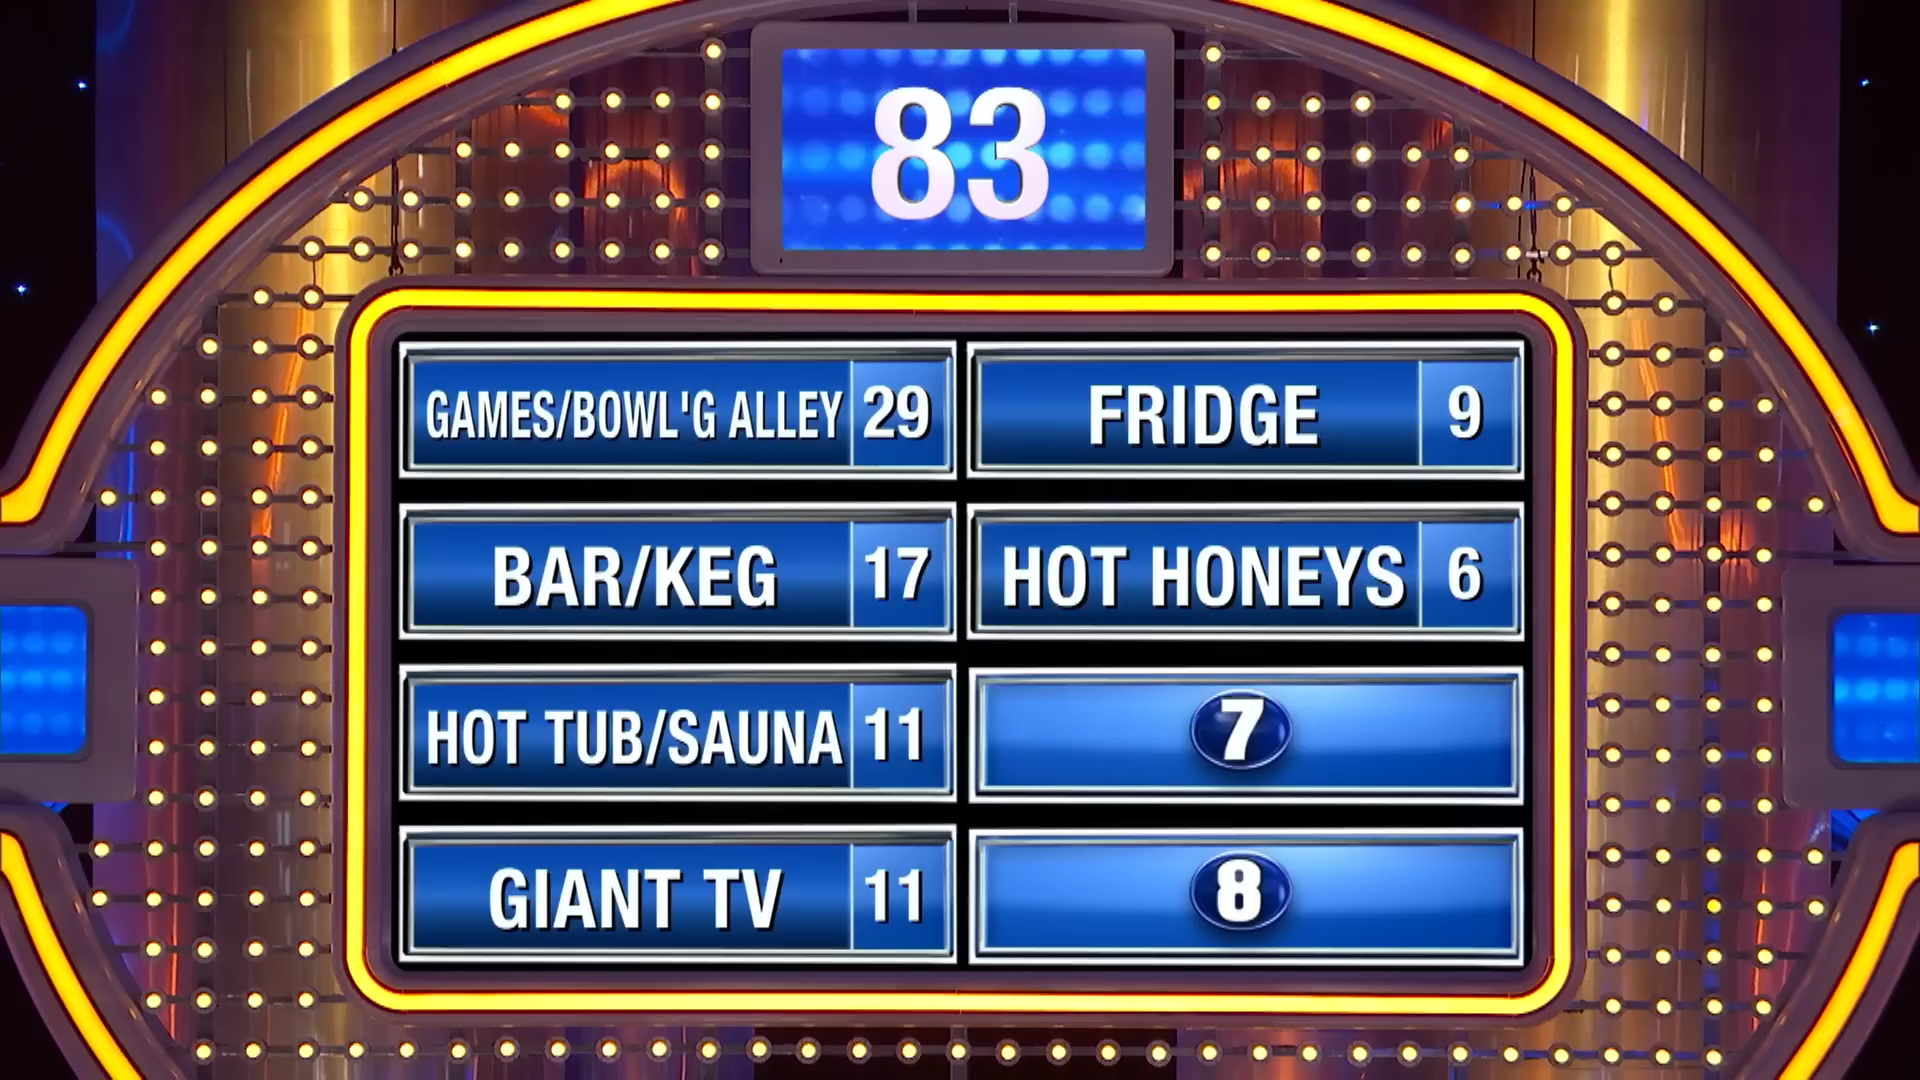 83
GAMES/BOWL'G ALLEY 29
FRIDGE 9
BAR/KEG 17
HOT HONEYS 6
HOT TUB/SAUNA 11
7
GIANT TV 11
8